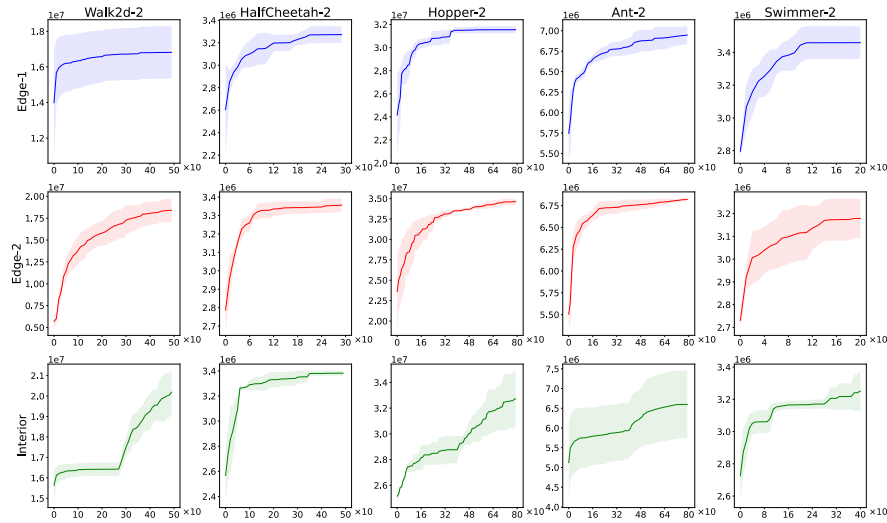 Walk2d-2 HalfCheetah-2 Hopper-2 Ant-2 Swimmer-2
1e7 1e6 1e7 1e6 1e6
Edge-1
1.8 1.6 1.4 1.2
3.2 3.0 2.8 2.6 2.4 2.2
3.2 3.0 2.8 2.6 2.4 2.2 2.0
7.00 6.75 6.50 6.25 6.00 5.75 5.50
3.4 3.2 3.0 2.8
0 10 20 30 40 50 ×10
0 6 12 18 24 30 ×10
0 16 32 48 64 80 ×10
0 16 32 48 64 80 ×10
0 4 8 12 16 20 ×10
1e7 1e6 1e7 1e6 1e6
Edge-2
2.00 1.75 1.50 1.25 1.00 0.75 0.50
3.4 3.3 3.2 3.1 3.0 2.9 2.8 2.7
3.50 3.25 3.00 2.75 2.50 2.25 2.00
6.75 6.50 6.25 6.00 5.75 5.50
3.2 3.1 3.0 2.9 2.8 2.7
0 10 20 30 40 50 ×10
0 6 12 18 24 30 ×10
0 16 32 48 64 80 ×10
0 16 32 48 64 80 ×10
0 4 8 12 16 20 ×10
1e7 1e6 1e7 1e6 1e6
Interior
2.1 2.0 1.9 1.8 1.7 1.6 1.5
3.4 3.2 3.0 2.8 2.6 2.4
3.4 3.2 3.0 2.8 2.6
7.5 7.0 6.5 6.0 5.5 5.0 4.5 4.0
3.4 3.2 3.0 2.8 2.6
0 10 20 30 40 50 ×10
0 10 20 30 40 50 ×10
0 16 32 48 64 80 ×10
0 16 32 48 64 80 ×10
0 8 16 24 32 40 ×10